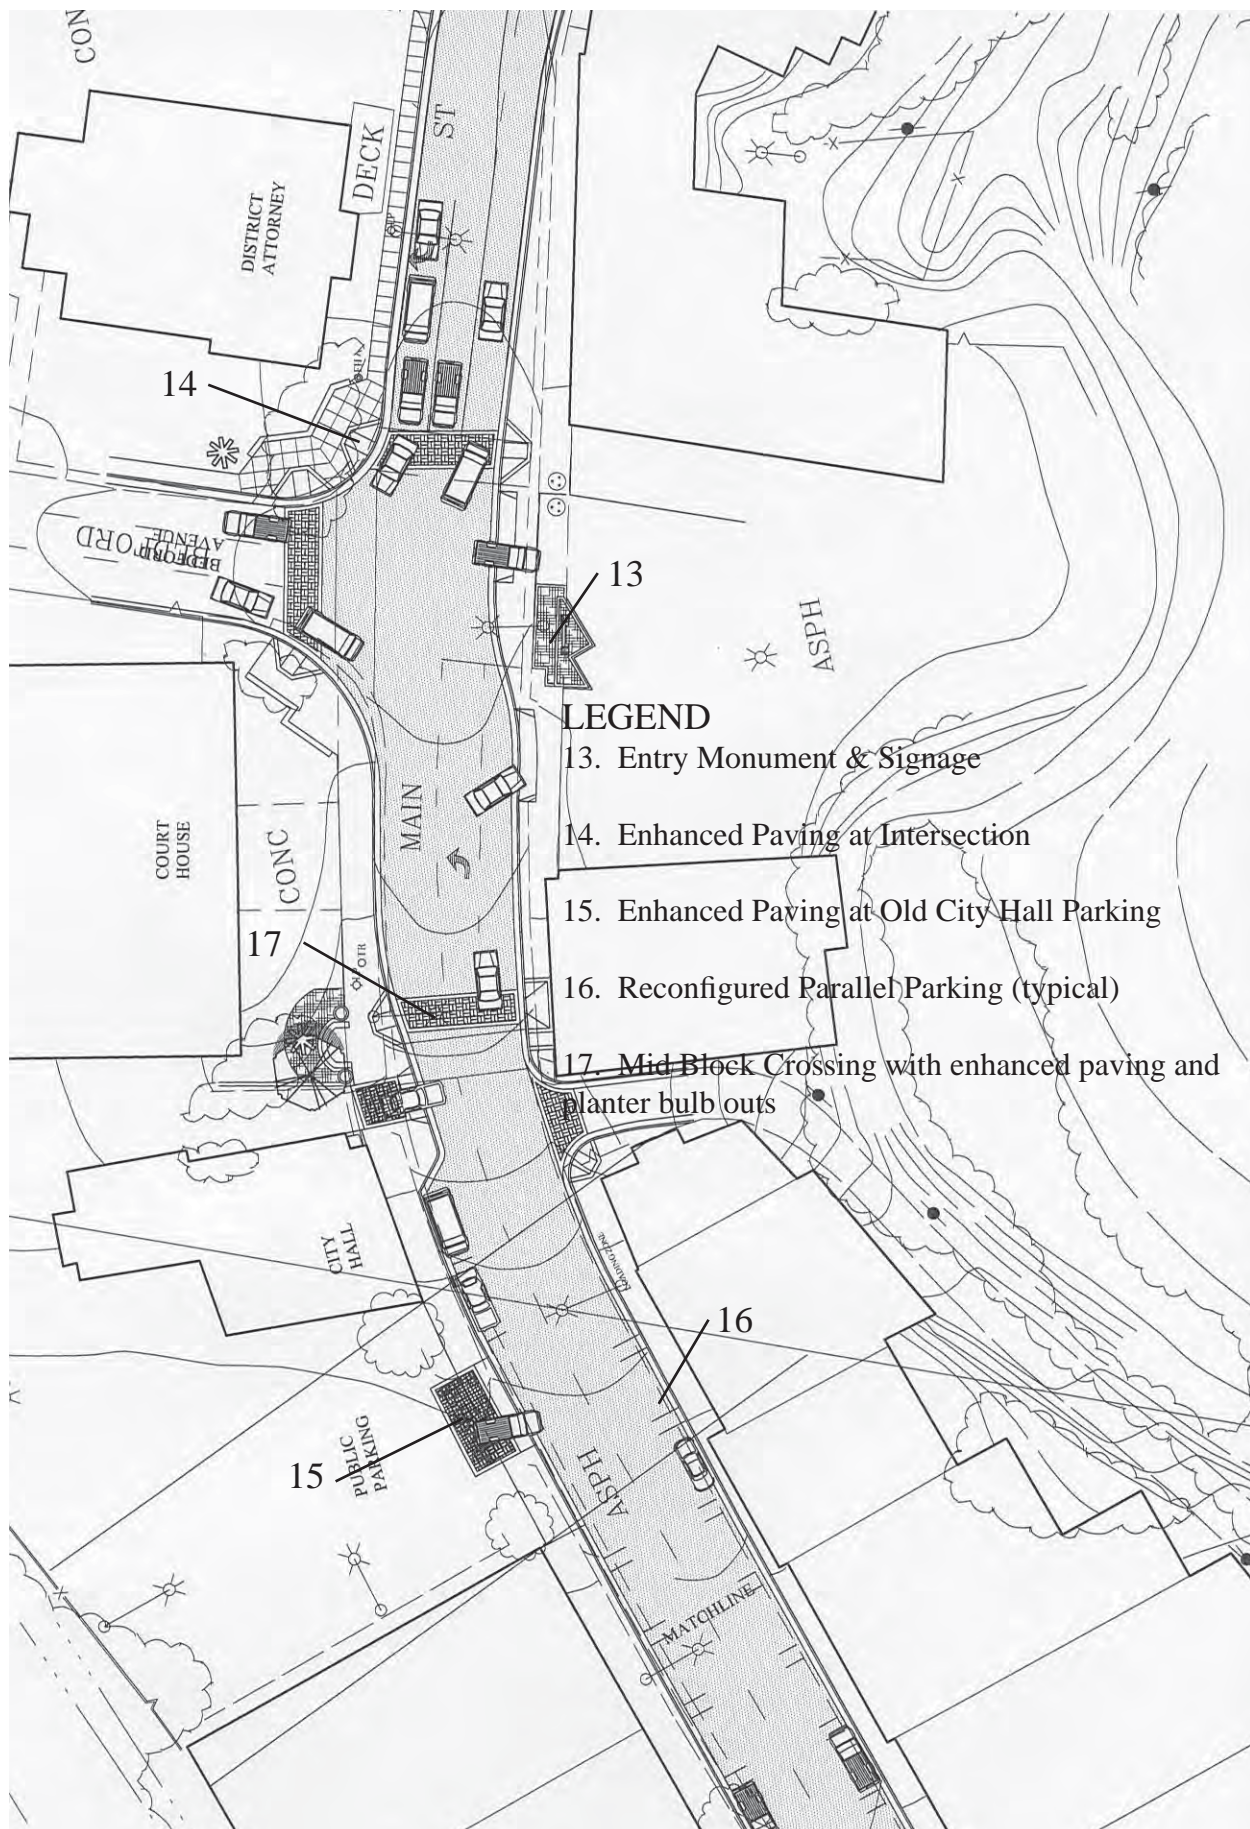 CON
DECK
ST
DISTRICT
ATTORNEY
14
BEDFORD
AVENUE
BEDFORD
13
ASPH
LEGEND
13. Entry Monument & Signage
MAIN
14. Enhanced Paving at Intersection
COURT
HOUSE
CONC
15. Enhanced Paving at Old City Hall Parking
17
16. Reconfigured Parallel Parking (typical)
17. Mid Block Crossing with enhanced paving and
planter bulb outs
CITY
HALL
LOADING ZONE
16
PUBLIC
PARKING
15
ASPH
MATCHLINE